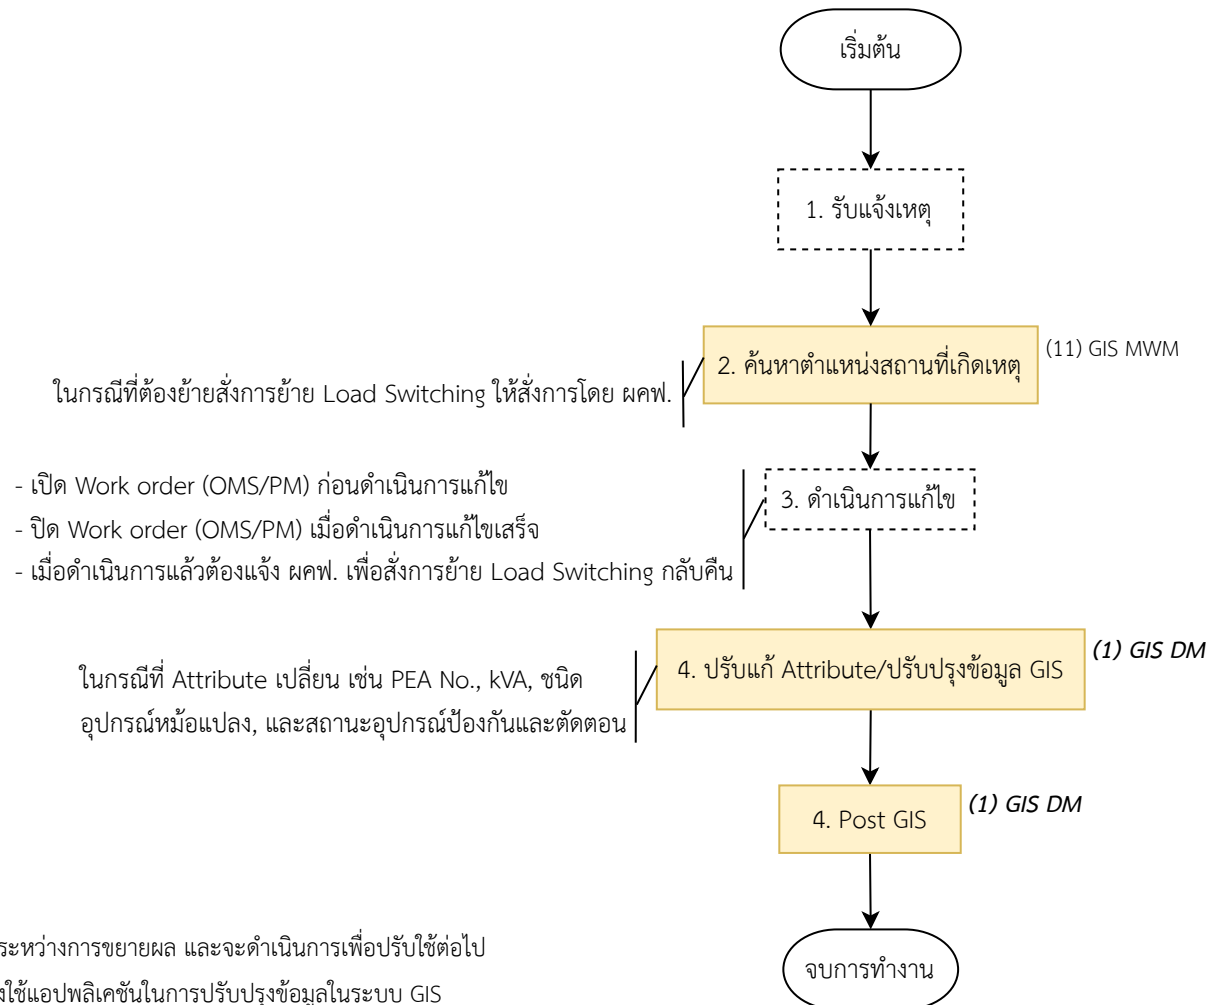 เริ่มต้น
1. รับแจ้งเหตุ
2. ค้นหาตำแหน่งสถานที่เกิดเหตุ
(11) GIS MWM
ในกรณีที่ต้องย้ายสั่งการย้าย Load Switching ให้สั่งการโดย ผคฟ.
3. ดำเนินการแก้ไข
- เปิด Work order (OMS/PM) ก่อนดำเนินการแก้ไข
- ปิด Work order (OMS/PM) เมื่อดำเนินการแก้ไขเสร็จ
- เมื่อดำเนินการแล้วต้องแจ้ง ผคฟ. เพื่อสั่งการย้าย Load Switching กลับคืน
4. ปรับแก้ Attribute/ปรับปรุงข้อมูล GIS
(1) GIS DM
ในกรณีที่ Attribute เปลี่ยน เช่น PEA No., kVA, ชนิด
อุปกรณ์หม้อแปลง, และสถานะอุปกรณ์ป้องกันและตัดตอน
4. Post GIS
(1) GIS DM
จบการทำงาน
ระหว่างการขยายผล และจะดำเนินการเพื่อปรับใช้ต่อไป
ใช้แอปพลิเคชันในการปรับปรุงข้อมูลในระบบ GIS